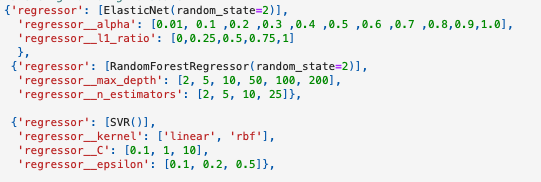 {'regressor': [ElasticNet(random_state=2)],
'regressor__alpha': [0.01, 0.1 ,0.2 ,0.3 ,0.4 ,0.5 ,0.6 ,0.7 ,0.8,0.9,1.0],
'regressor__l1_ratio': [0,0.25,0.5,0.75,1]
},
{'regressor': [RandomForestRegressor(random_state=2)],
'regressor__max_depth': [2, 5, 10, 50, 100, 200],
'regressor__n_estimators': [2, 5, 10, 25]},
{'regressor': [SVR()],
'regressor__kernel': ['linear', 'rbf'],
'regressor__C': [0.1, 1, 10],
'regressor__epsilon': [0.1, 0.2, 0.5]},